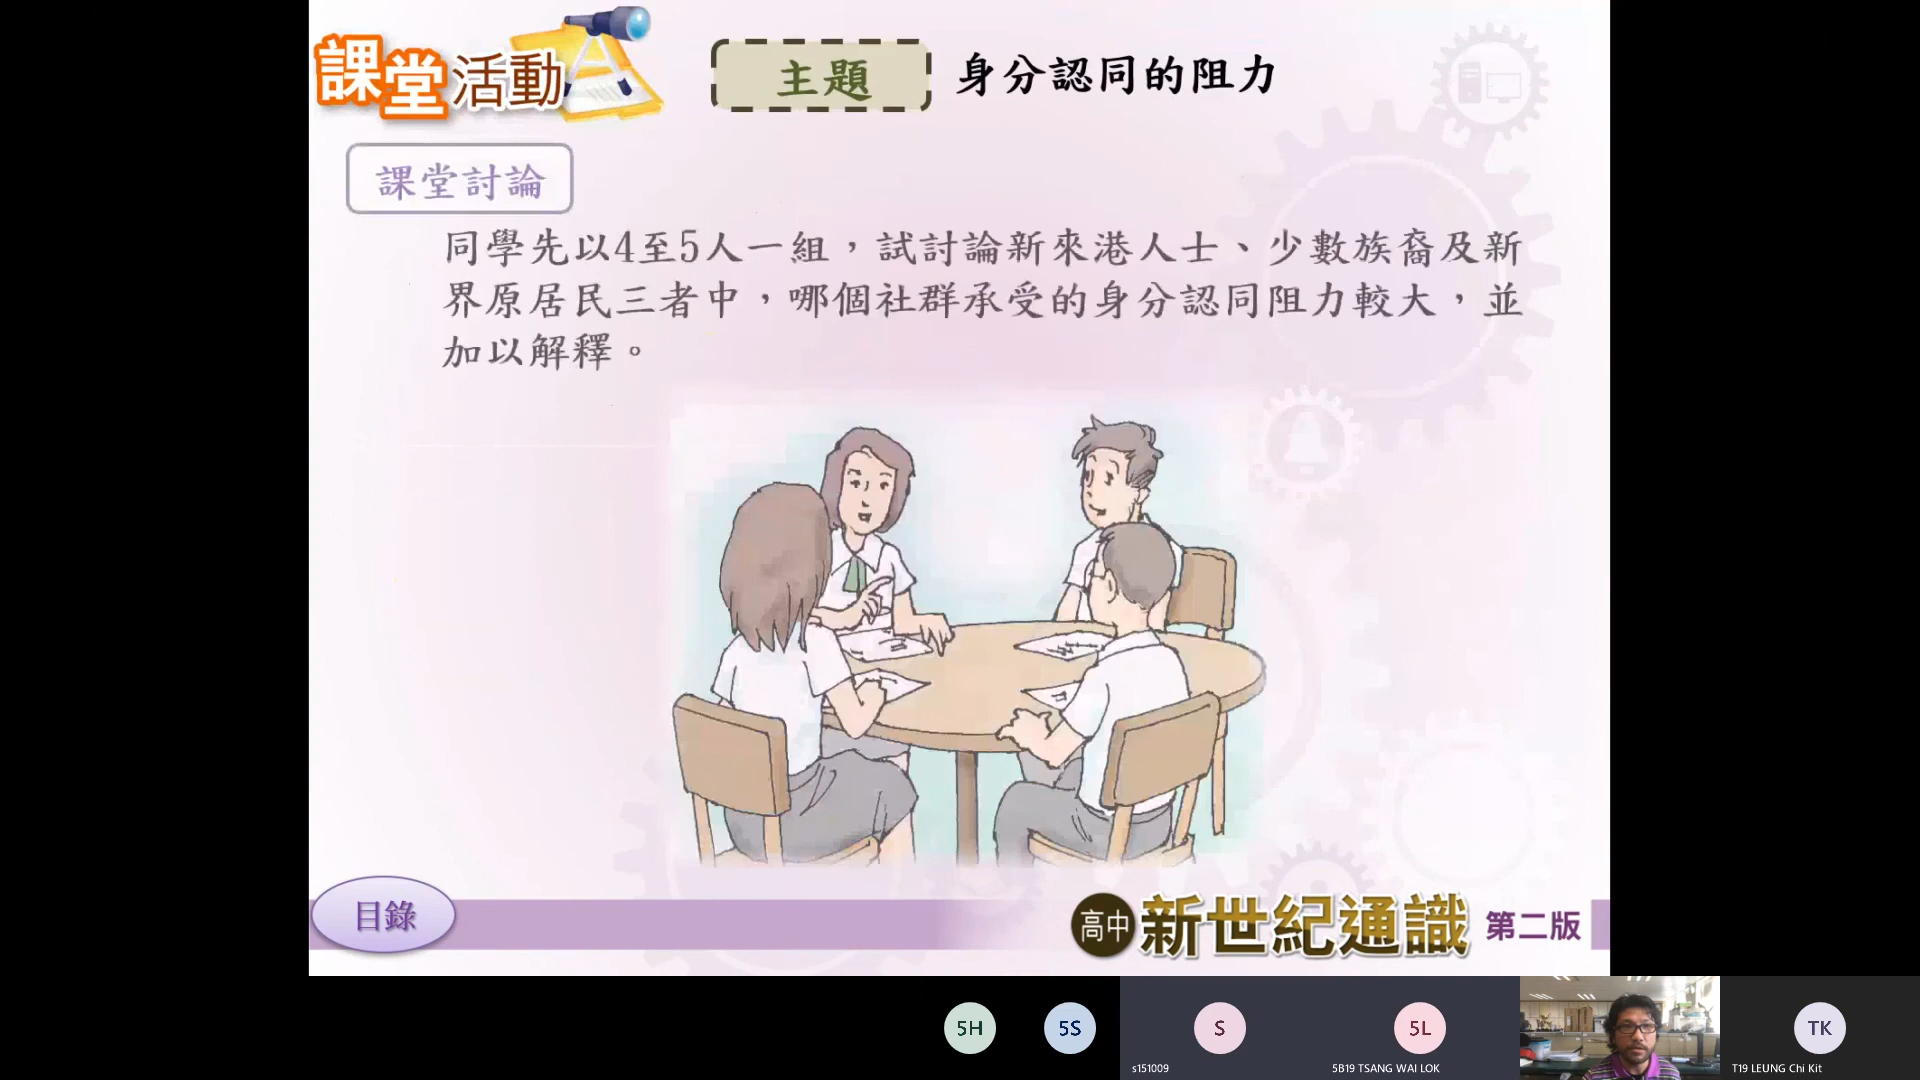 課堂活動
主題
身分認同的阻力
課堂討論
同學先以4至5人一組，試討論新來港人士、少數族裔及新
界原居民三者中，哪個社群承受的身分認同阻力較大，並
加以解釋。
目錄
高中 新世紀通識 第二版
5H
5S
S
5L
TK
s151009
5B19 TSANG WAI LOK
T19 LEUNG Chi Kit